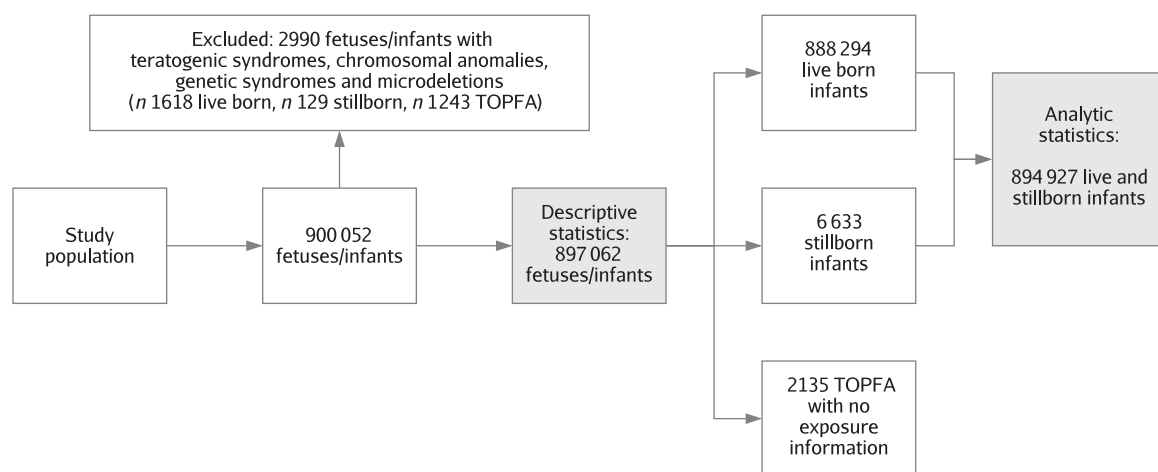 Excluded: 2990 fetuses/infants with
teratogenic syndromes, chromosomal anomalies,
genetic syndromes and microdeletions
(n 1618 live born, n 129 stillborn, n 1243 TOPFA)
Study
population
900 052
fetuses/infants
Descriptive
statistics:
897 062
fetuses/infants
888 294
live born
infants
6 633
stillborn
infants
2135 TOPFA
with no
exposure
information
Analytic
statistics:
894 927 live and
stillborn infants